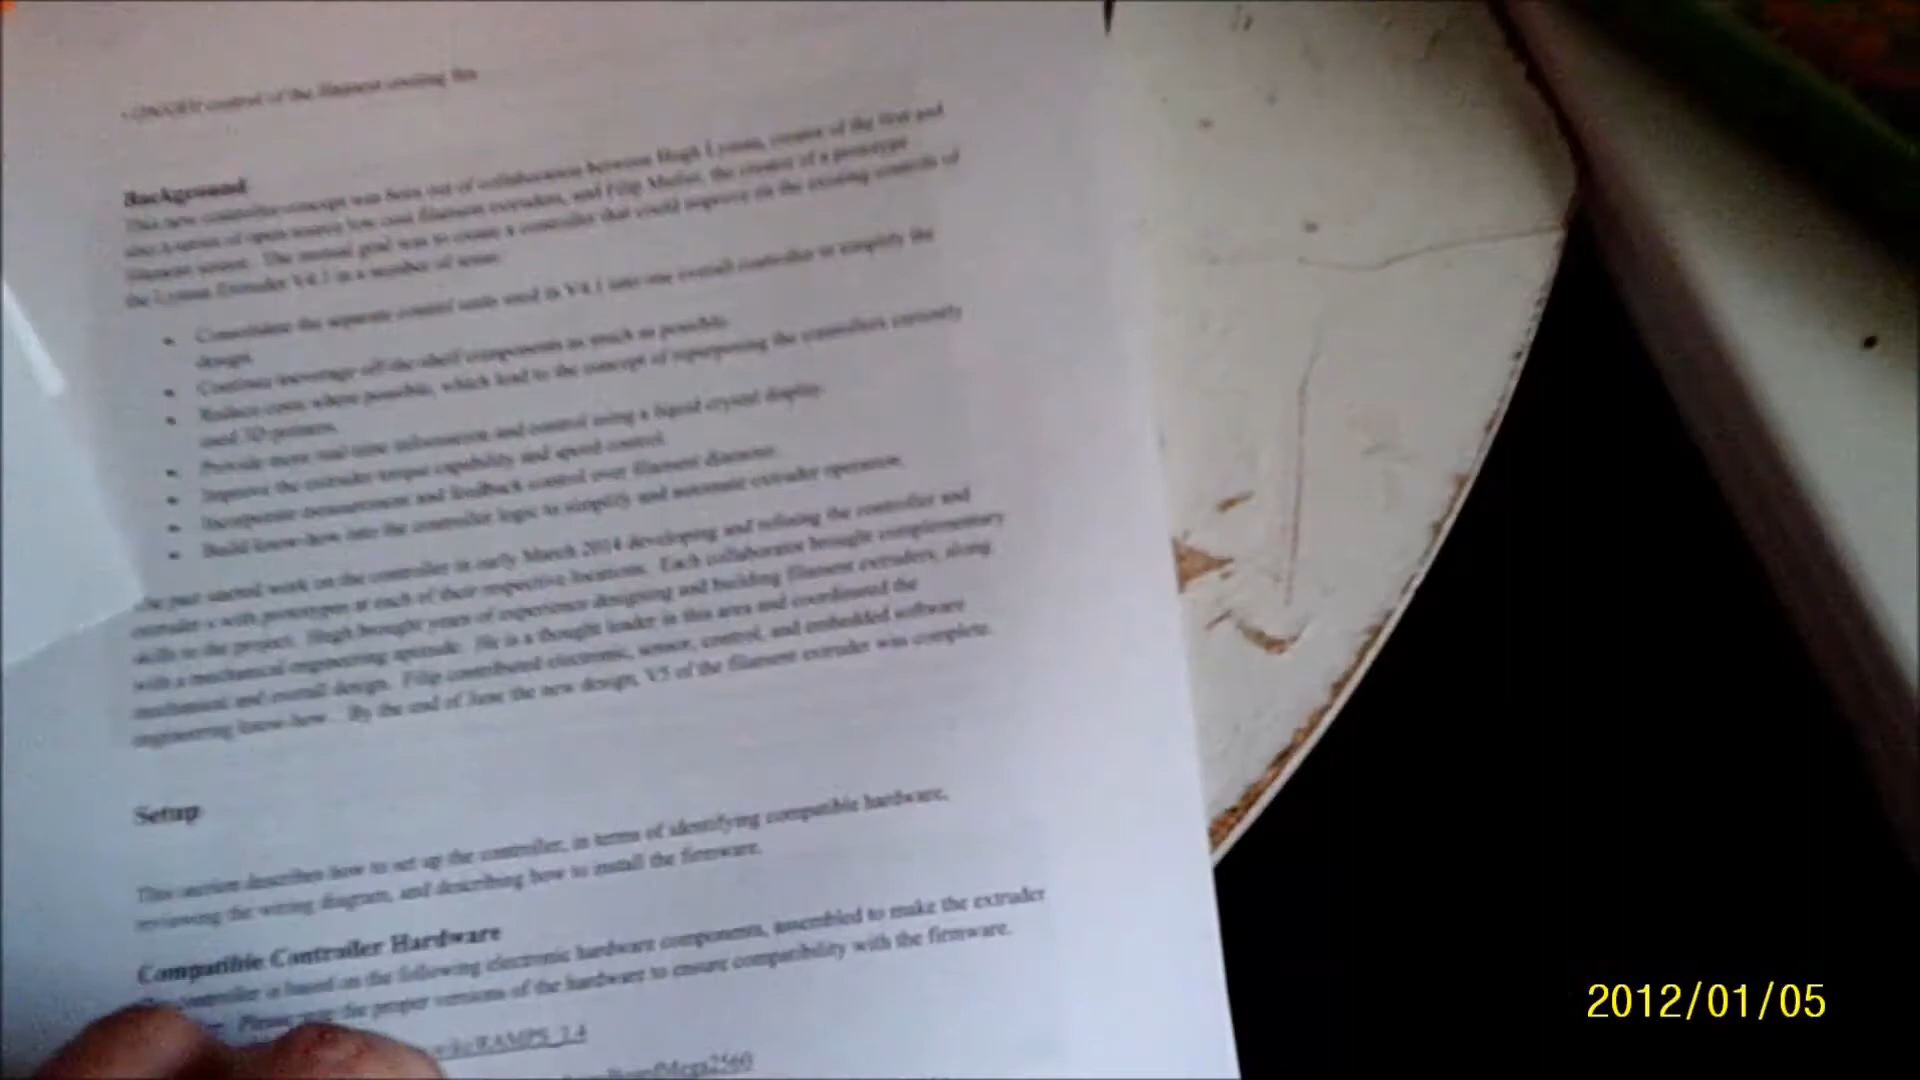 • ON/OFF control of the filament cooling fan
Background
This new controller concept was born out of collaboration between Hugh Lyman, creator of the first and
also A series of open source low cost filament extruders, and Filip Mulier, the creator of a prototype
filament sensor. The mutual goal was to create a controller that could improve on the existing controls of
the Lyman Extruder V4.1 in a number of areas:
• Consolidate the separate control units used in V4.1 into one overall controller to simplify the
design.
• Continue leverage off-the-shelf components as much as possible.
• Reduce costs where possible, which lead to the concept of repurposing the controllers currently
used 3D printers.
• Provide more real-time information and control using a liquid crystal display.
• Improve the extruder torque capability and speed control.
• Incorporate measurement and feedback control over filament diameter.
• Build know-how into the controller logic to simplify and automate extruder operation.
pair started work on the controller in early March 2014 developing and refining the controller and
extruder s with prototypes at each of their respective locations. Each collaborator brought complimentary
skills to the project. Hugh brought years of experience designing and building filament extruders, along
with a mechanical engineering aptitude. He is a thought leader in this area and coordinated the
mechanical and overall design. Filip contributed electronic, sensor, control, and embedded software
engineering know-how. By the end of June the new design, V5 of the filament extruder was complete.
Setup
This section describes how to set up the controller, in terms of identifying compatible hardware,
reviewing the wiring diagram, and describing how to install the firmware.
Compatible Controller Hardware
controller is based on the following electronic hardware components, assembled to make the extruder
Please note the proper versions of the hardware to ensure compatibility with the firmware.
wiki/RAMPS_1.4
BoardMega2560
2012/01/05